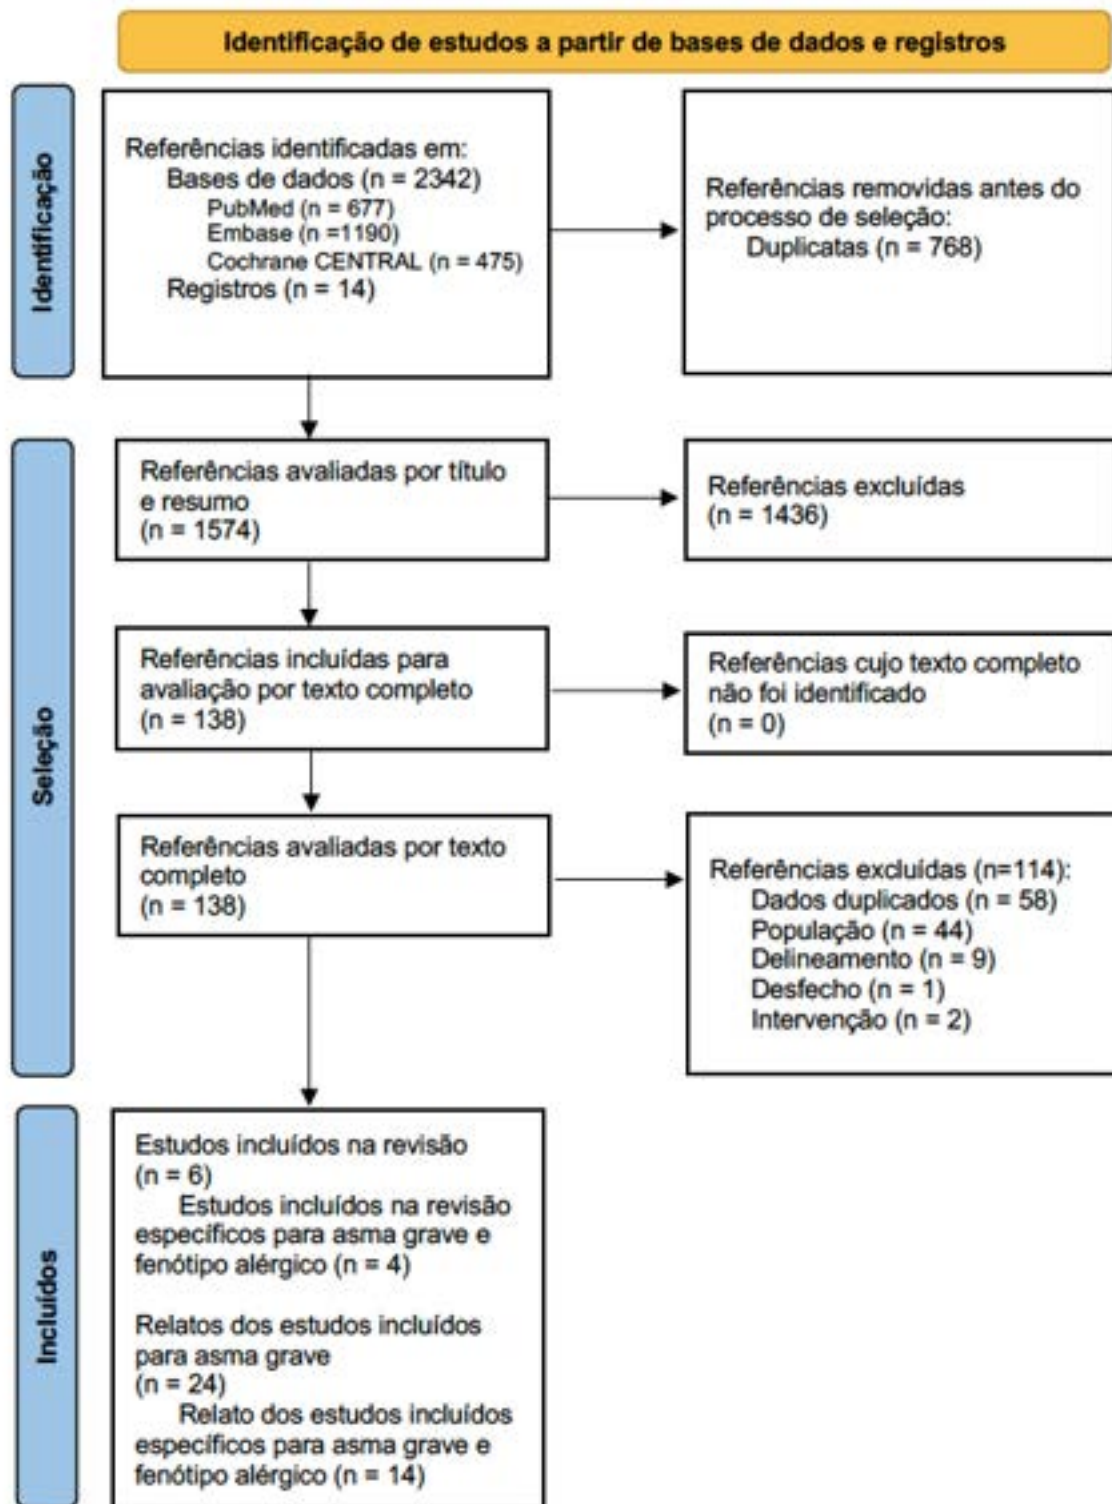 Identificação de estudos a partir de bases de dados e registros
Identificação
Referências identificadas em:
Bases de dados (n = 2342)
PubMed (n = 677)
Embase (n =1190)
Cochrane CENTRAL (n = 475)
Registros (n = 14)
Referências removidas antes do
processo de seleção:
Duplicatas (n = 768)
Seleção
Referências avaliadas por título
e resumo
(n = 1574)
Referências excluídas
(n = 1436)
Referências incluídas para
avaliação por texto completo
(n = 138)
Referências cujo texto completo
não foi identificado
(n = 0)
Referências avaliadas por texto
completo
(n = 138)
Referências excluídas (n=114):
Dados duplicados (n = 58)
População (n = 44)
Delineamento (n = 9)
Desfecho (n = 1)
Intervenção (n = 2)
Incluídos
Estudos incluídos na revisão
(n = 6)
Estudos incluídos na revisão
específicos para asma grave e
fenótipo alérgico (n = 4)
Relatos dos estudos incluídos
para asma grave
(n = 24)
Relato dos estudos incluídos
específicos para asma grave e
fenótipo alérgico (n = 14)